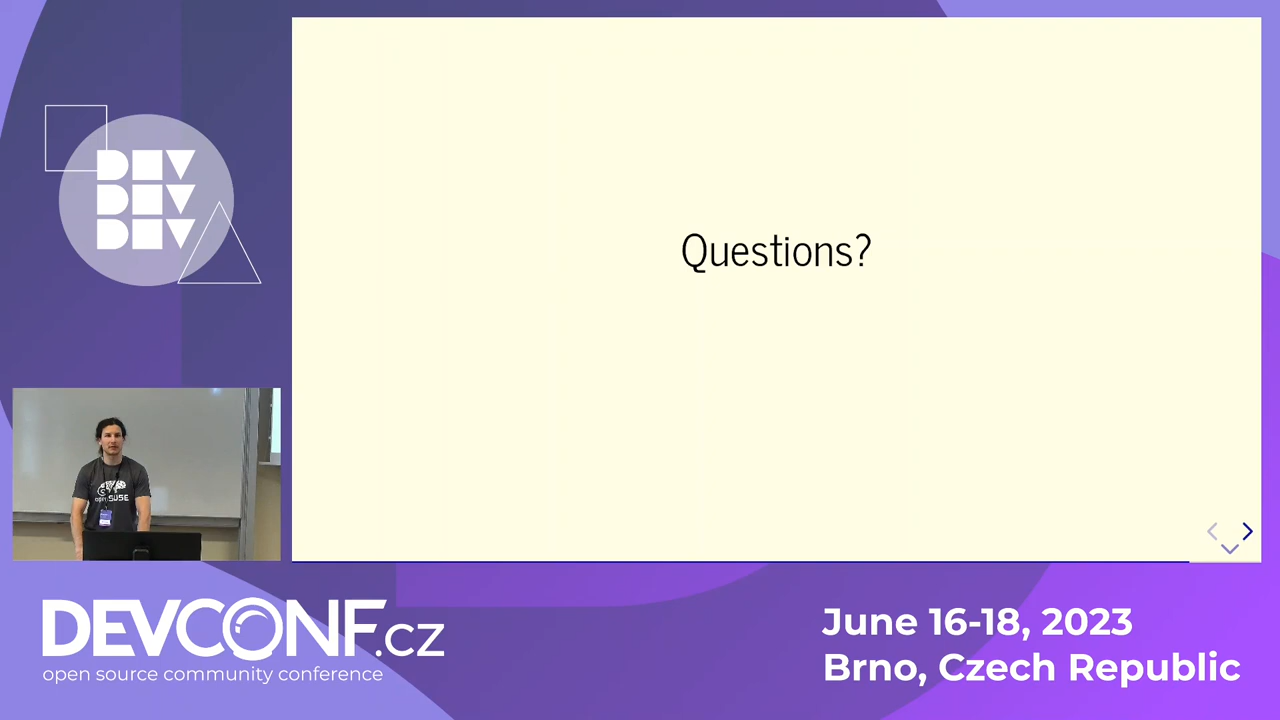 DEV
DEV
DEV
Questions?
openSUSE
DEVCONF.cz
open source community conference
June 16-18, 2023
Brno, Czech Republic